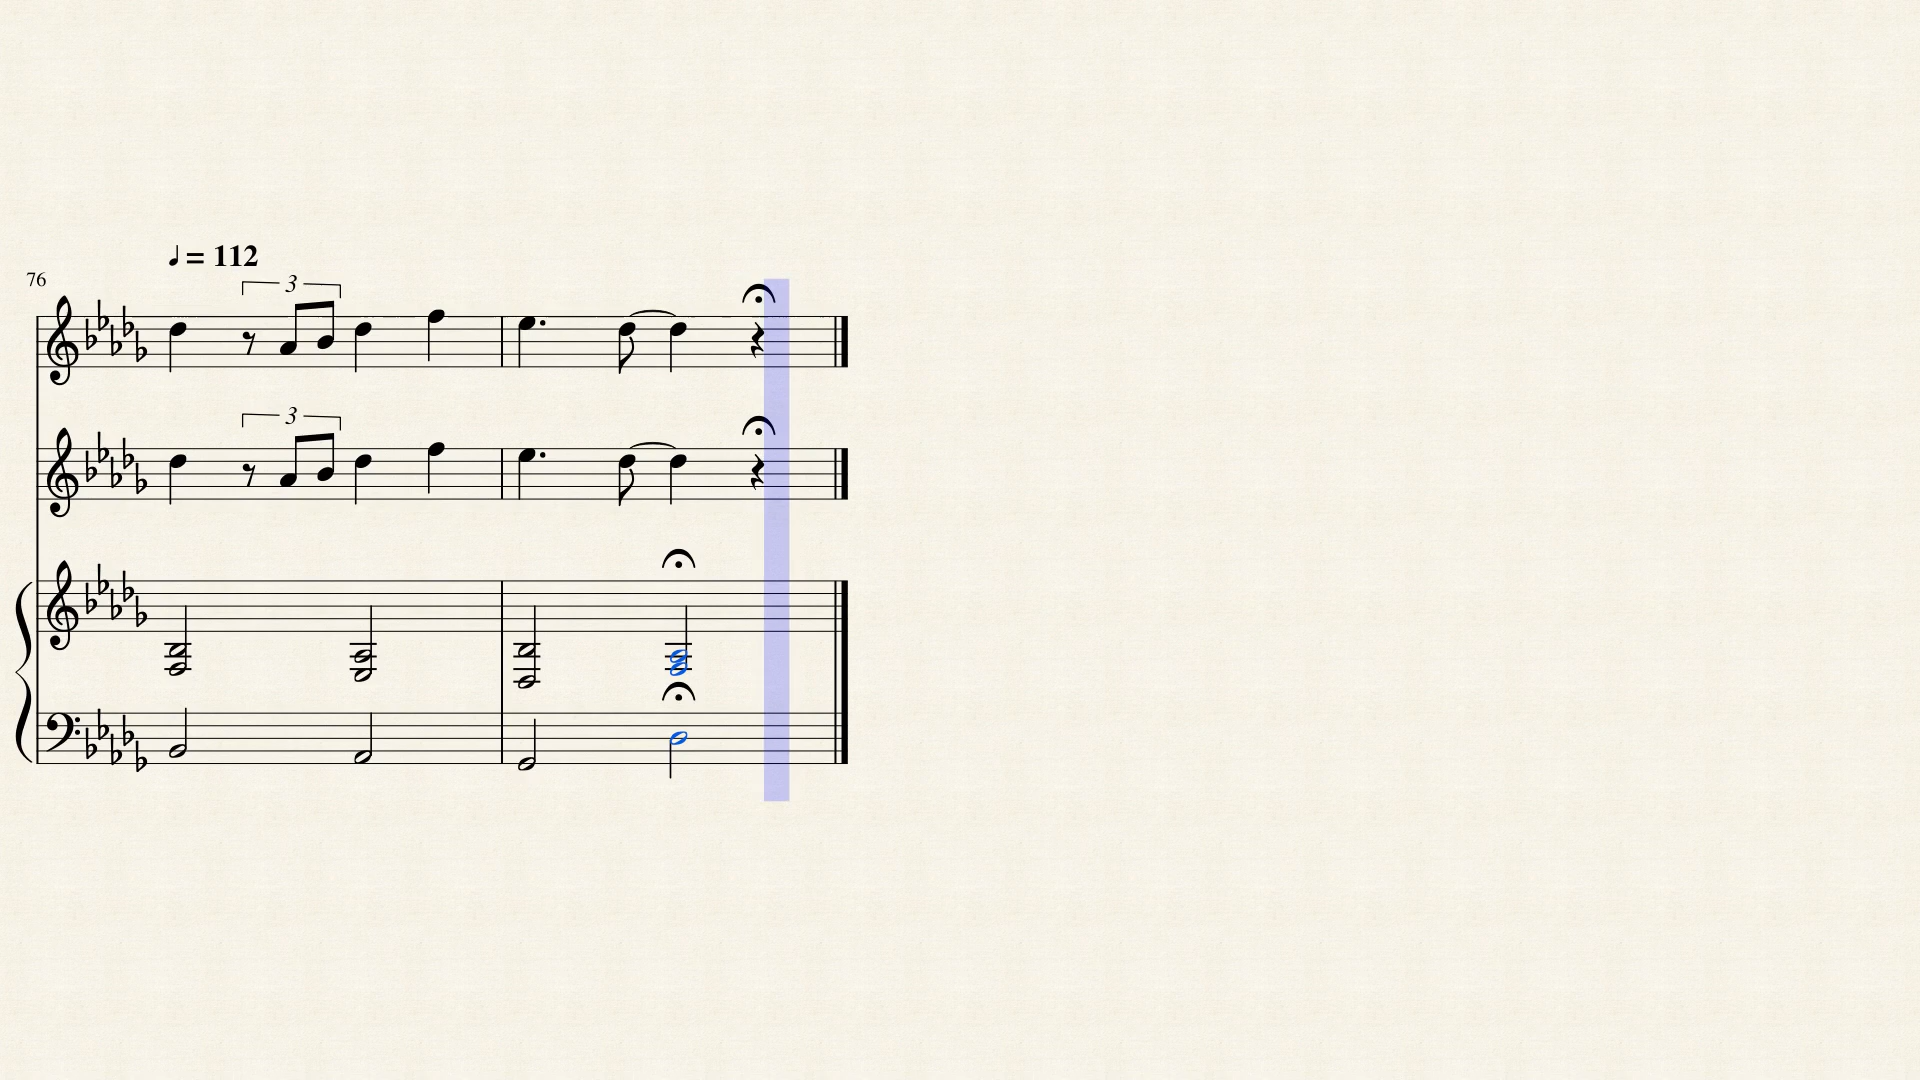 ♩ = 112
76
3
3